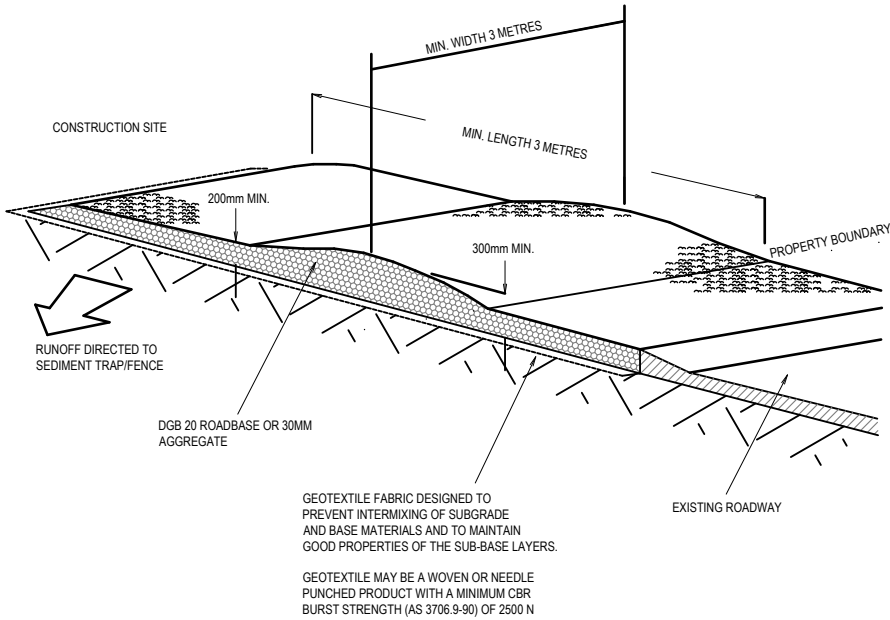 MIN. WIDTH 3 METRES
CONSTRUCTION SITE
MIN. LENGTH 3 METRES
200mm MIN.
PROPERTY BOUNDARY
300mm MIN.
RUNOFF DIRECTED TO
SEDIMENT TRAP/FENCE
DGB 20 ROADBASE OR 30MM
AGGREGATE
GEOTEXTILE FABRIC DESIGNED TO
PREVENT INTERMIXING OF SUBGRADE
AND BASE MATERIALS AND TO MAINTAIN
GOOD PROPERTIES OF THE SUB-BASE LAYERS.
GEOTEXTILE MAY BE A WOVEN OR NEEDLE
PUNCHED PRODUCT WITH A MINIMUM CBR
BURST STRENGTH (AS 3706.9-90) OF 2500 N
EXISTING ROADWAY